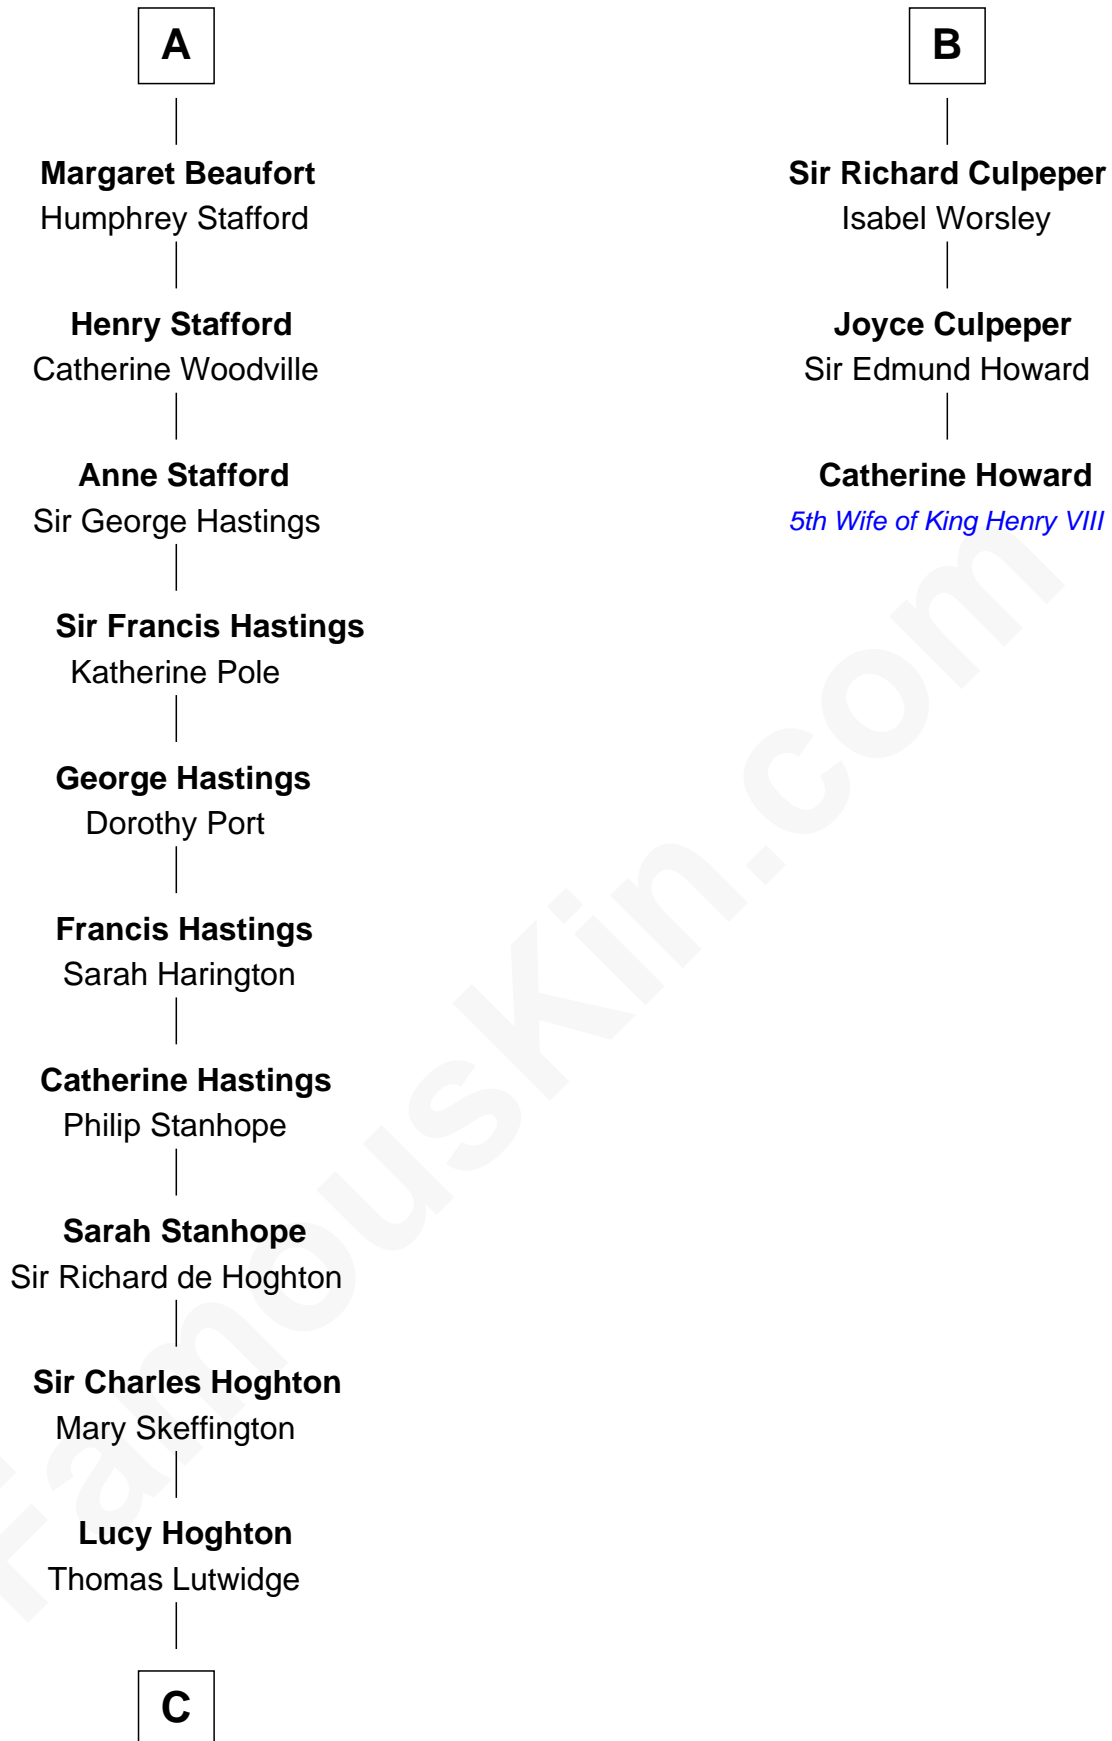 A
Margaret Beaufort
Humphrey Stafford
Henry Stafford
Catherine Woodville
Anne Stafford
Sir George Hastings
Sir Francis Hastings
Katherine Pole
George Hastings
Dorothy Port
Francis Hastings
Sarah Harington
Catherine Hastings
Philip Stanhope
Sarah Stanhope
Sir Richard de Hoghton
Sir Charles Hoghton
Mary Skeffington
Lucy Hoghton
Thomas Lutwidge
C
B
Sir Richard Culpeper
Isabel Worsley
Joyce Culpeper
Sir Edmund Howard
Catherine Howard
5th Wife of King Henry VIII
FamousKin.com